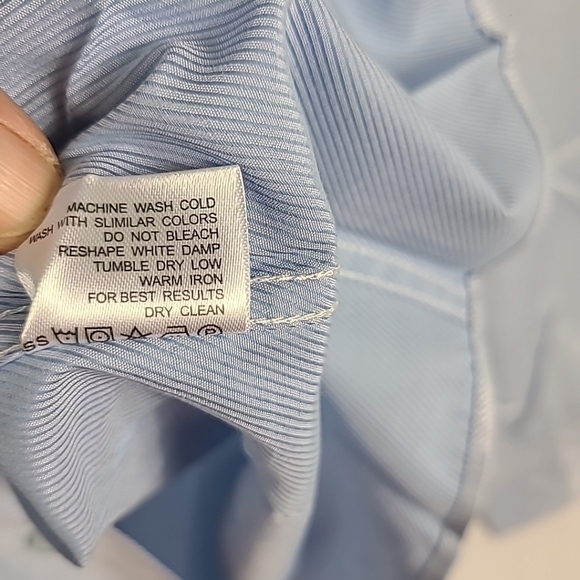 MACHINE WASH COLD
WASH WITH SLIMILAR COLORS
DO NOT BLEACH
RESHAPE WHITE DAMP
TUMBLE DRY LOW
WARM IRON
FOR BEST RESULTS
DRY CLEAN
SS P